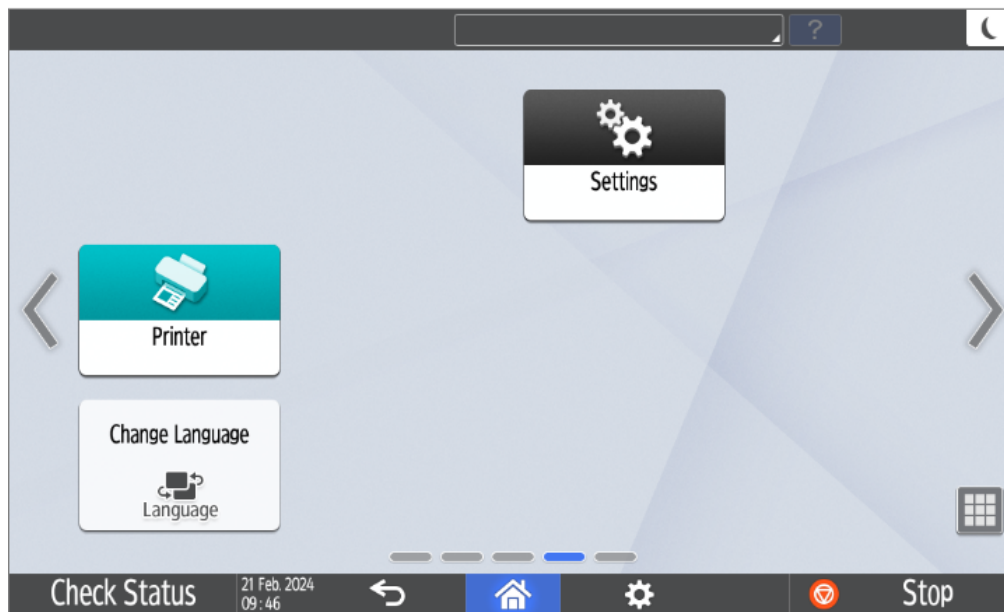 ?
Settings
Printer
Change Language
Language
Check Status
21 Feb. 2024
09:46
Stop